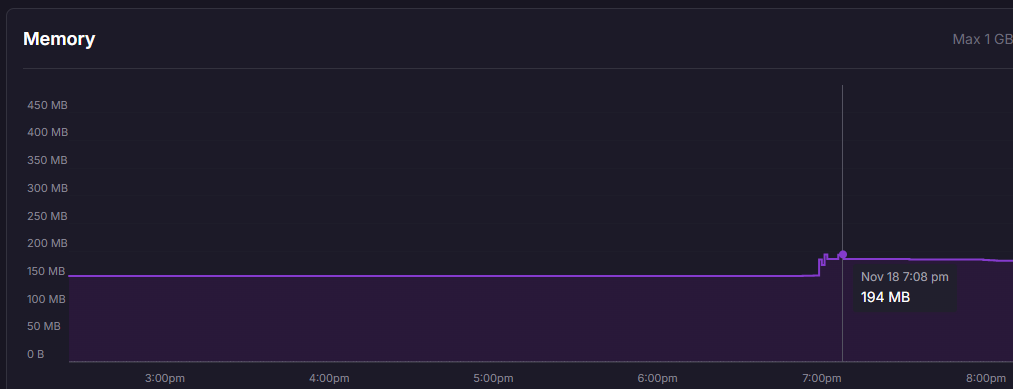 Memory
Max 1 GB
450 MB
400 MB
350 MB
300 MB
250 MB
200 MB
150 MB
100 MB
50 MB
0 B
Nov 18 7:08 pm
194 MB
3:00pm 4:00pm 5:00pm 6:00pm 7:00pm 8:00pm